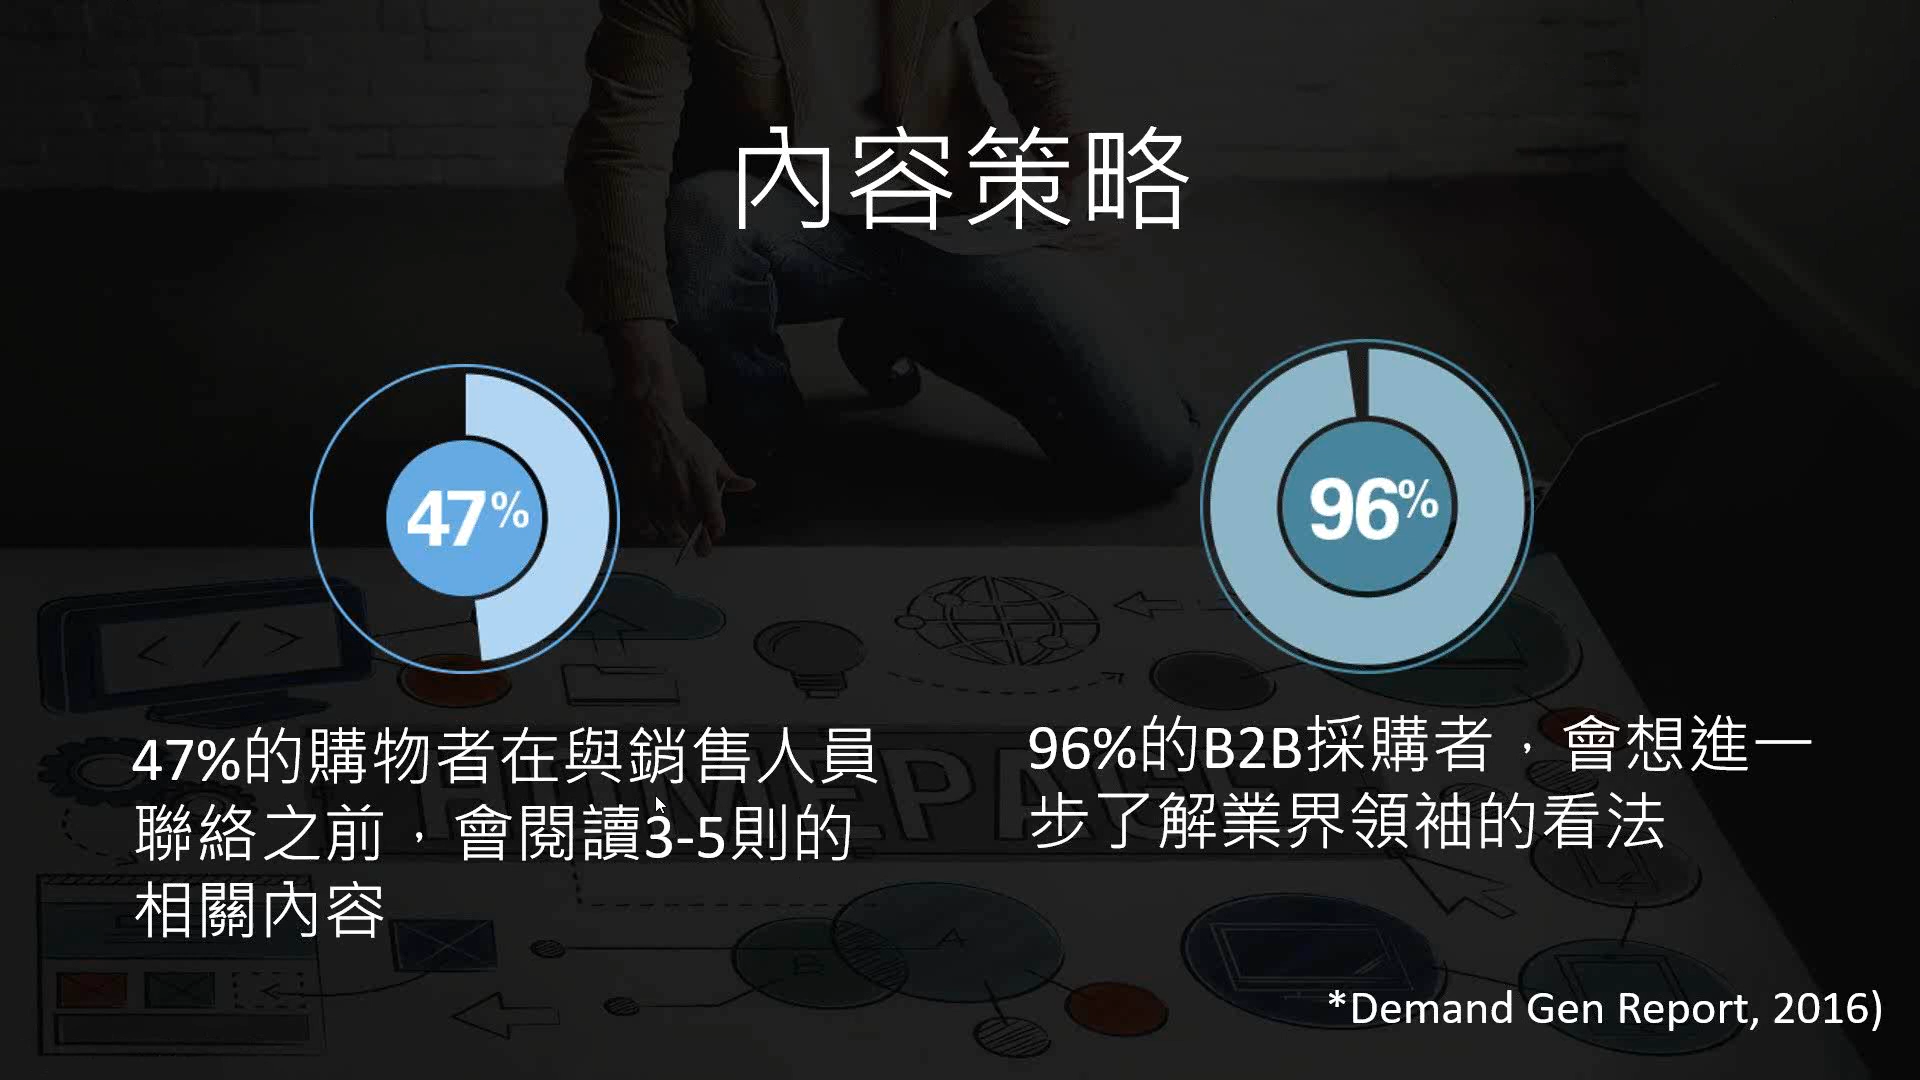 內容策略
47%
96%
47%的購物者在與銷售人員
聯絡之前，會閱讀3-5則的
相關內容
96%的B2B採購者，會想進一
步了解業界領袖的看法
HOMEPAGE
A
B
</>
*Demand Gen Report, 2016)